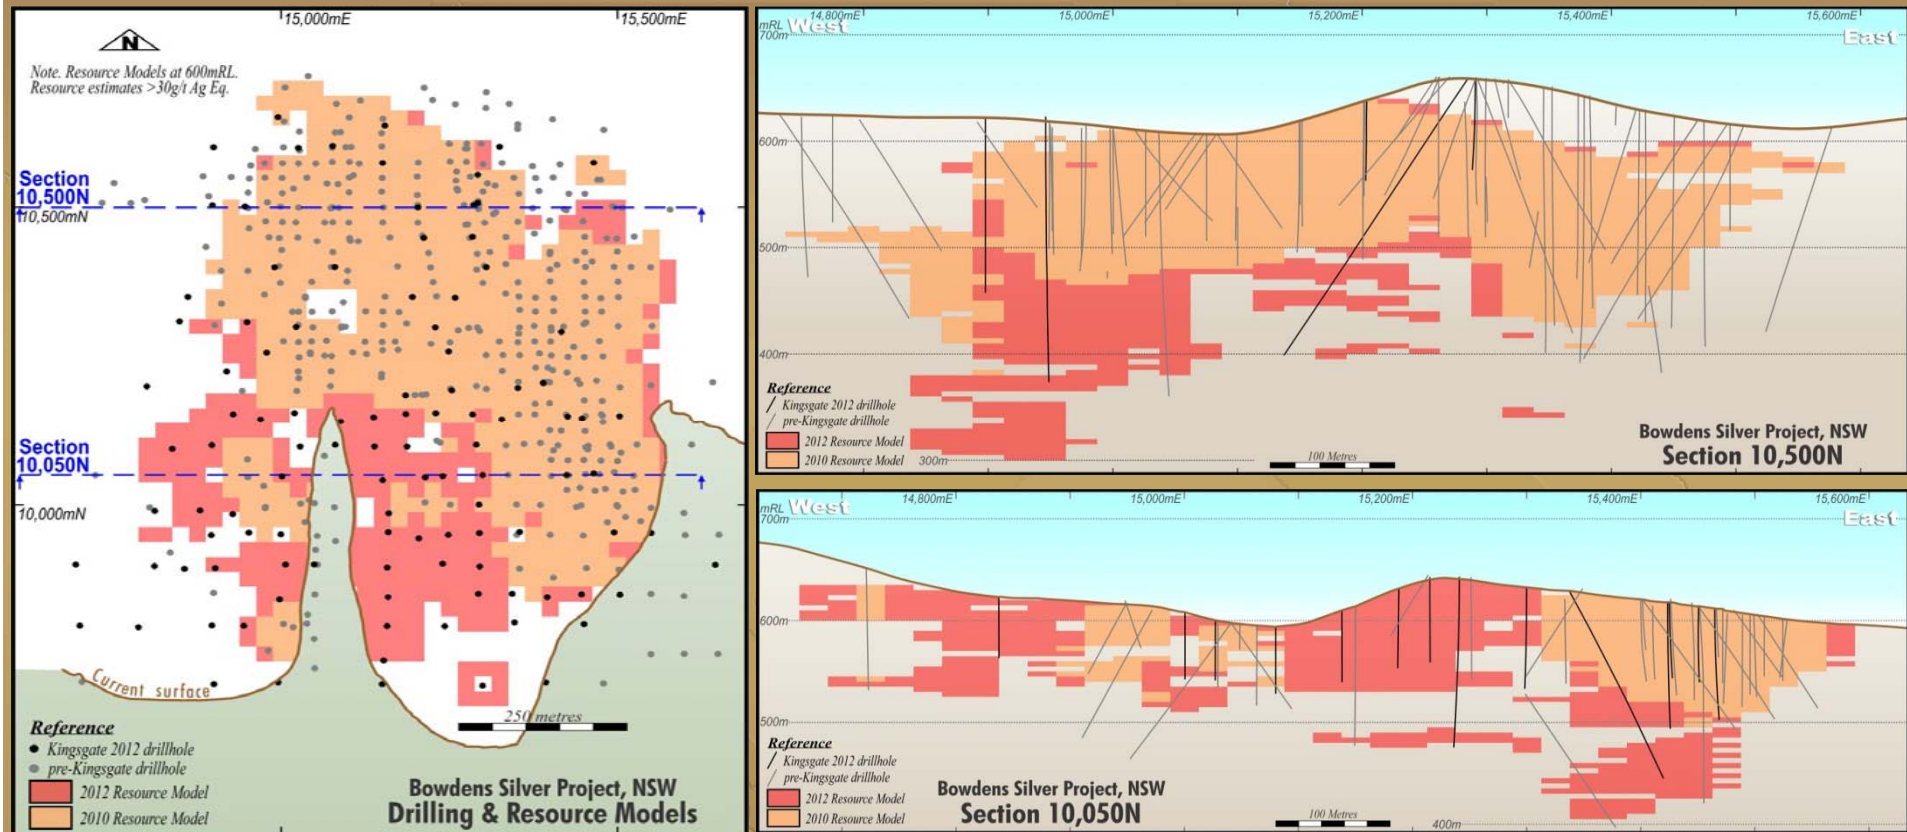 15,000mE
15,500mE
N
Note. Resource Models at 600mRL.
Resource estimates >30g/t Ag Eq.
Section
10,500N
10,500mN
Section
10,050N
10,000mN
Current surface
250 metres
Reference
Kingsgate 2012 drillhole
pre-Kingsgate drillhole
2012 Resource Model
2010 Resource Model
Bowdens Silver Project, NSW
Drilling & Resource Models
14,800mE
15,000mE
15,200mE
15,400mE
15,600mE
mRL
West
East
700m
600m
500m
400m
300m
Reference
Kingsgate 2012 drillhole
pre-Kingsgate drillhole
2012 Resource Model
2010 Resource Model
100 Metres
Bowdens Silver Project, NSW
Section 10,500N
14,800mE
15,000mE
15,200mE
15,400mE
15,600mE
mRL
West
East
700m
600m
500m
400m
Reference
Kingsgate 2012 drillhole
pre-Kingsgate drillhole
2012 Resource Model
2010 Resource Model
Bowdens Silver Project, NSW
Section 10,050N
100 Metres